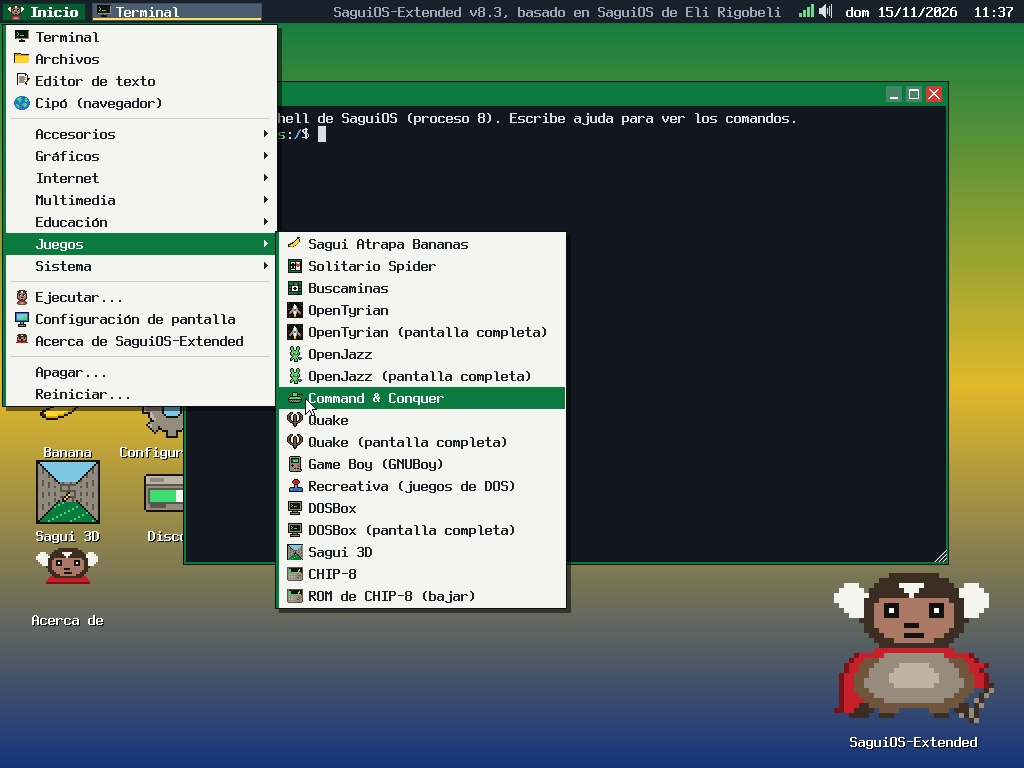 Inicio
Terminal
SaguiOS-Extended v8.3, basado en SaguiOS de Eli Rigobeli
dom 15/11/2026 11:37
Terminal
Archivos
Editor de texto
Cipó (navegador)
Accesorios
Gráficos
Internet
Multimedia
Educación
Juegos
Sistema
Ejecutar...
Configuración de pantalla
Acerca de SaguiOS-Extended
Apagar...
Reiniciar...
hell de SaguiOS (proceso 8). Escribe ajuda para ver los comandos.
s:/$
Sagui Atrapa Bananas
Solitario Spider
Buscaminas
OpenTyrian
OpenTyrian (pantalla completa)
OpenJazz
OpenJazz (pantalla completa)
Command & Conquer
Quake
Quake (pantalla completa)
Game Boy (GNUBoy)
Recreativa (juegos de DOS)
DOSBox
DOSBox (pantalla completa)
Sagui 3D
CHIP-8
ROM de CHIP-8 (bajar)
Banana
Configur
Sagui 3D
Disc
Acerca de
SaguiOS-Extended